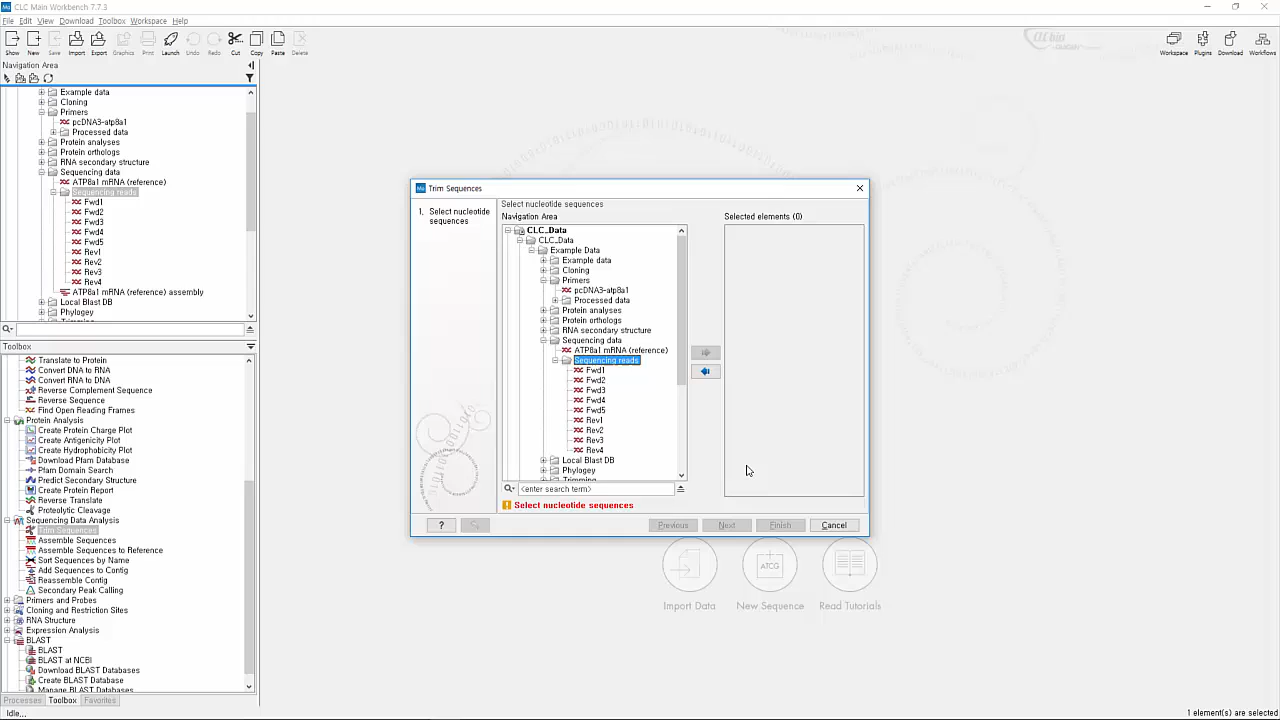 CLC Main Workbench 7.7.3
File Edit View Download Toolbox Workspace Help
Show New Save Import Export Graphics Print Launch Undo Redo Cut Copy Paste Delete
Workspace Plugins Download Workflows
CLC bio
Navigation Area
Example data
Cloning
Primers
pcDNA3-atp8a1
Processed data
Protein analyses
Protein orthologs
RNA secondary structure
Sequencing data
ATP8a1 mRNA (reference)
Sequencing reads
Fwd1
Fwd2
Fwd3
Fwd4
Fwd5
Rev1
Rev2
Rev3
Rev4
ATP8a1 mRNA (reference) assembly
Local Blast DB
Phylogey
Toolbox
Translate to Protein
Convert DNA to RNA
Convert RNA to DNA
Reverse Complement Sequence
Reverse Sequence
Find Open Reading Frames
Protein Analysis
Create Protein Charge Plot
Create Antigenicity Plot
Create Hydrophobicity Plot
Download Pfam Database
Pfam Domain Search
Predict Secondary Structure
Create Protein Report
Reverse Translate
Proteolytic Cleavage
Sequencing Data Analysis
Trim Sequences
Assemble Sequences
Assemble Sequences to Reference
Sort Sequences by Name
Add Sequences to Contig
Reassemble Contig
Secondary Peak Calling
Primers and Probes
Cloning and Restriction Sites
RNA Structure
Expression Analysis
BLAST
BLAST
BLAST at NCBI
Download BLAST Databases
Create BLAST Database
Manage BLAST Databases
Processes Toolbox Favorites
Idle...
1 element(s) are selected
Trim Sequences
1. Select nucleotide
sequences
Select nucleotide sequences
Navigation Area
Selected elements (0)
CLC_Data
CLC_Data
Example Data
Example data
Cloning
Primers
pcDNA3-atp8a1
Processed data
Protein analyses
Protein orthologs
RNA secondary structure
Sequencing data
ATP8a1 mRNA (reference)
Sequencing reads
Fwd1
Fwd2
Fwd3
Fwd4
Fwd5
Rev1
Rev2
Rev3
Rev4
Local Blast DB
Phylogey
<enter search term>
Select nucleotide sequences
? Previous Next Finish Cancel
ATCG
Import Data New Sequence Read Tutorials